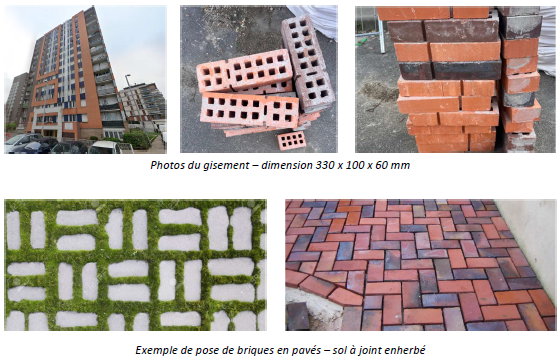 Photos du gisement – dimension 330 x 100 x 60 mm
Exemple de pose de briques en pavés – sol à joint enherbé